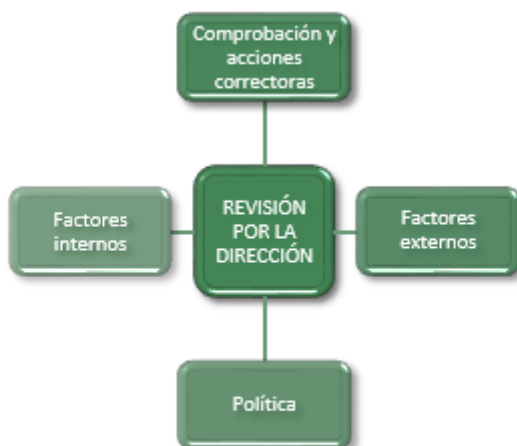 Comprobación y
acciones
correctoras
Factores
internos
REVISIÓN
POR LA
DIRECCIÓN
Factores
externos
Política